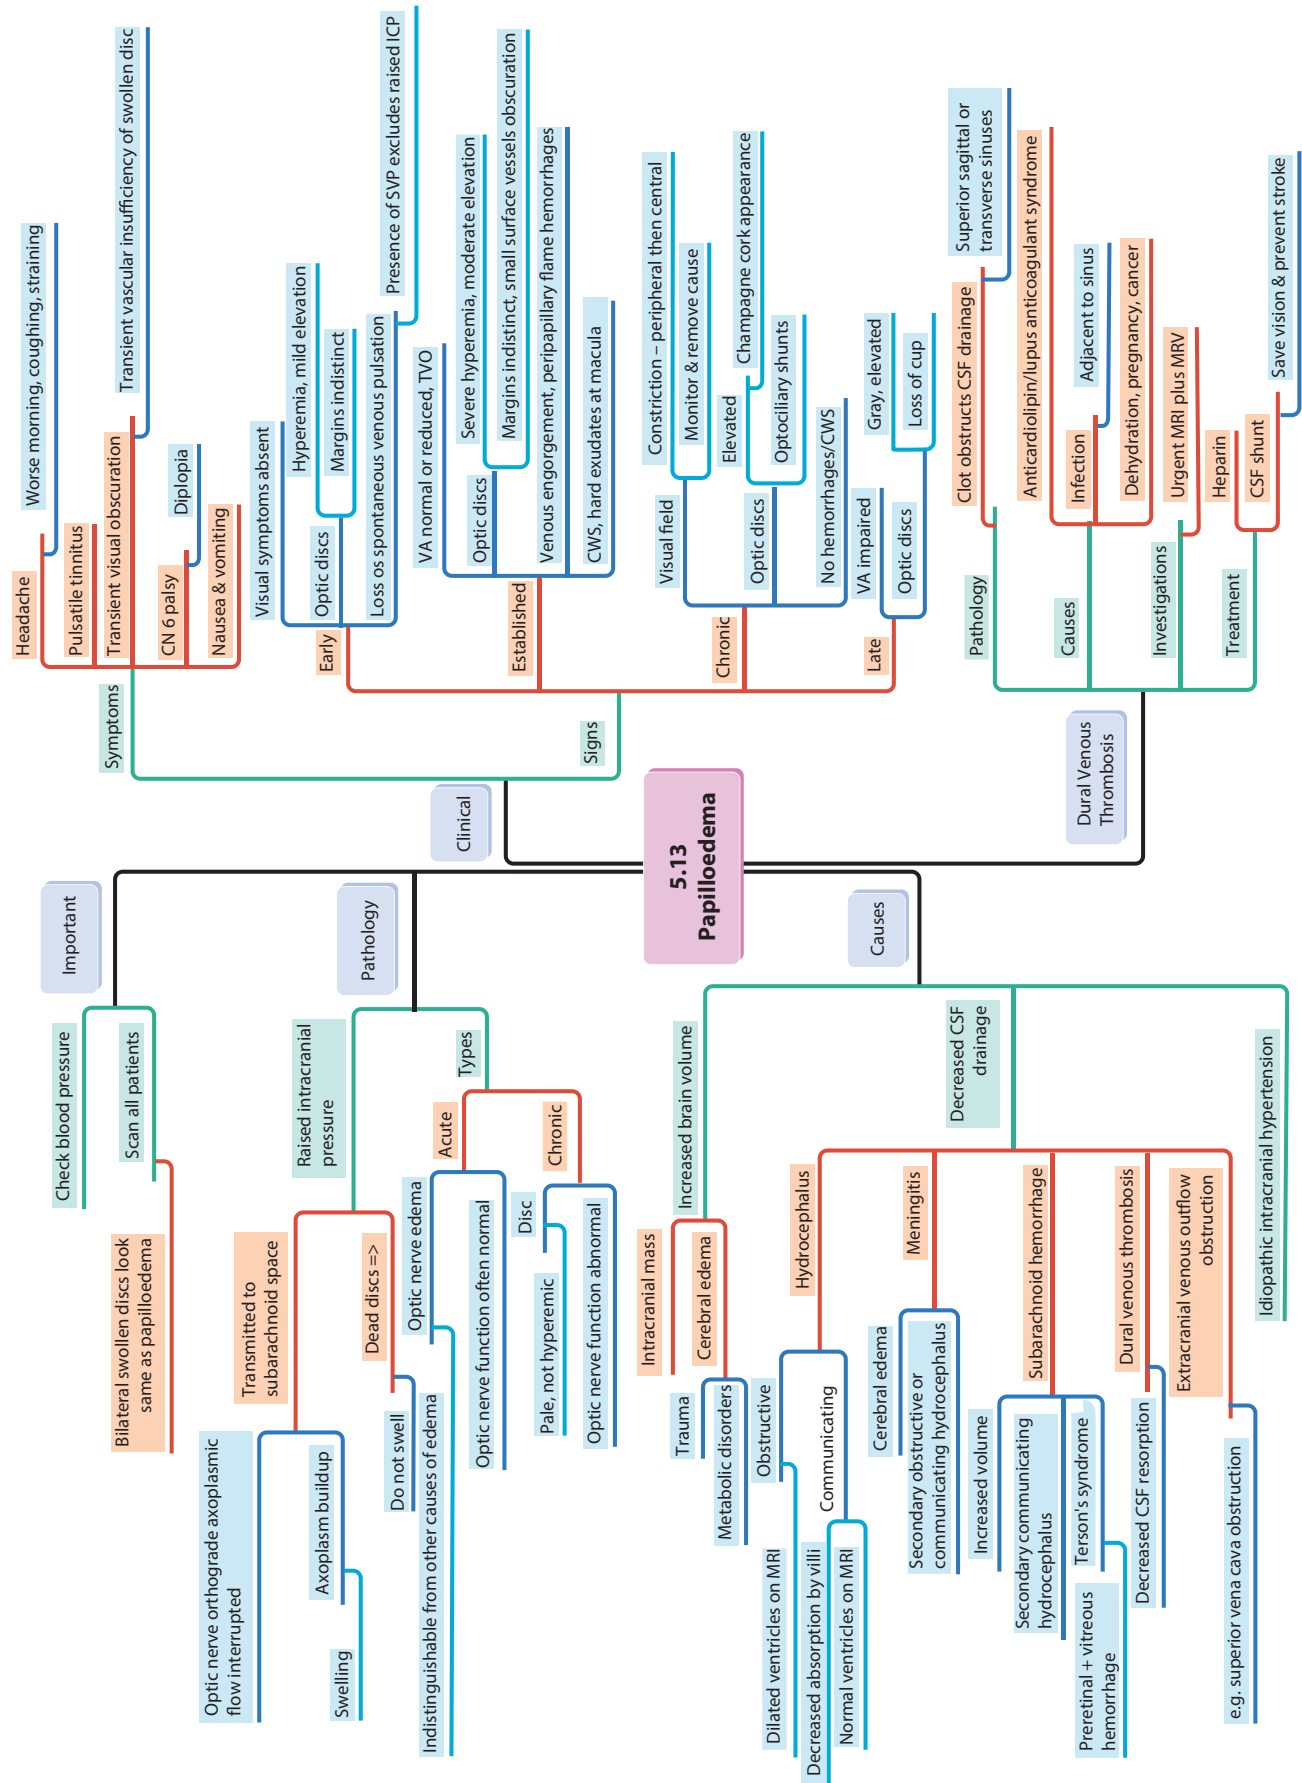 5.13
Papilloedema
Important
Check blood pressure
Scan all patients
Bilateral swollen discs look
same as papilloedema
Pathology
Raised intracranial
pressure
Transmitted to
subarachnoid space
Optic nerve orthograde axoplasmic
flow interrupted
Axoplasm buildup
Swelling
Dead discs =>
Do not swell
Types
Acute
Optic nerve edema
Indistinguishable from other causes of edema
Optic nerve function often normal
Chronic
Disc
Pale, not hyperemic
Optic nerve function abnormal
Causes
Increased brain volume
Intracranial mass
Cerebral edema
Trauma
Metabolic disorders
Decreased CSF
drainage
Hydrocephalus
Obstructive
Dilated ventricles on MRI
Communicating
Decreased absorption by villi
Normal ventricles on MRI
Meningitis
Cerebral edema
Secondary obstructive or
communicating hydrocephalus
Subarachnoid hemorrhage
Increased volume
Secondary communicating
hydrocephalus
Terson's syndrome
Preretinal + vitreous
hemorrhage
Dural venous thrombosis
Decreased CSF resorption
Extracranial venous outflow
obstruction
e.g. superior vena cava obstruction
Idiopathic intracranial hypertension
Clinical
Symptoms
Headache
Worse morning, coughing, straining
Pulsatile tinnitus
Transient visual obscuration
Transient vascular insufficiency of swollen disc
CN 6 palsy
Diplopia
Nausea & vomiting
Signs
Early
Visual symptoms absent
Optic discs
Hyperemia, mild elevation
Margins indistinct
Loss os spontaneous venous pulsation
Presence of SVP excludes raised ICP
Established
VA normal or reduced, TVO
Optic discs
Severe hyperemia, moderate elevation
Margins indistinct, small surface vessels obscuration
Venous engorgement, peripapillary flame hemorrhages
CWS, hard exudates at macula
Chronic
Visual field
Constriction – peripheral then central
Monitor & remove cause
Optic discs
Elevated
Champagne cork appearance
Optociliary shunts
No hemorrhages/CWS
Late
VA impaired
Optic discs
Gray, elevated
Loss of cup
Dural Venous
Thrombosis
Pathology
Clot obstructs CSF drainage
Superior sagittal or
transverse sinuses
Causes
Anticardiolipin/lupus anticoagulant syndrome
Infection
Adjacent to sinus
Dehydration, pregnancy, cancer
Investigations
Urgent MRI plus MRV
Treatment
Heparin
CSF shunt
Save vision & prevent stroke